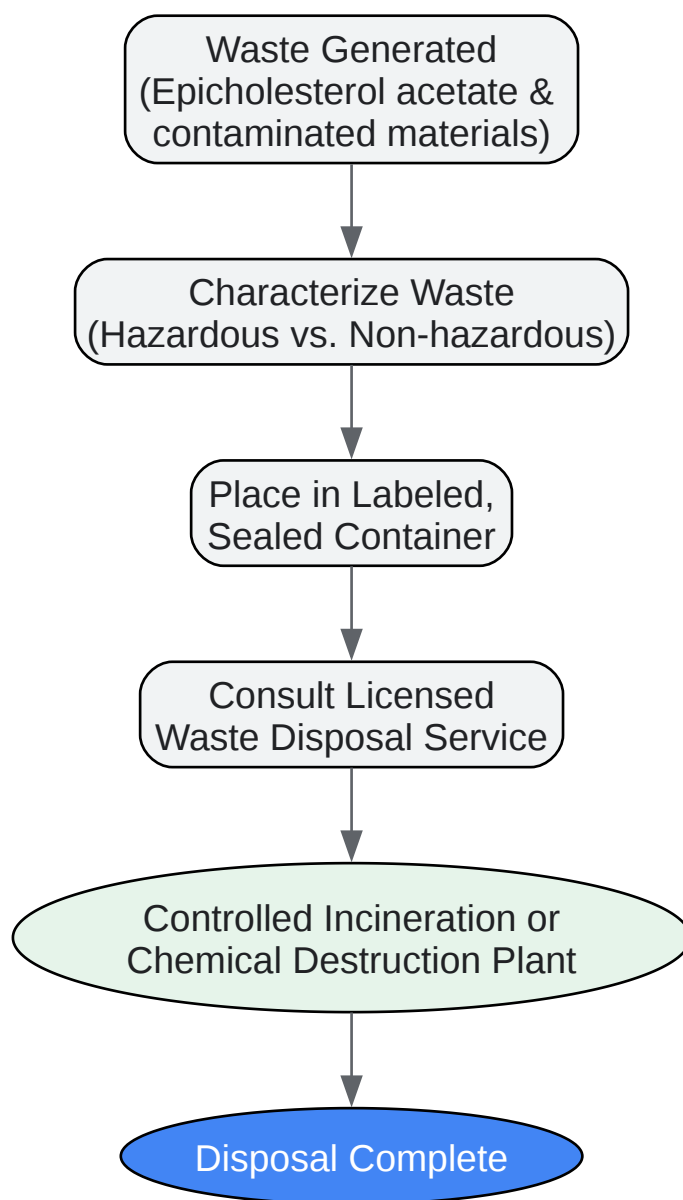 Waste Generated
(Epicholesterol acetate &
contaminated materials)
Characterize Waste
(Hazardous vs. Non-hazardous)
Place in Labeled,
Sealed Container
Consult Licensed
Waste Disposal Service
Controlled Incineration or
Chemical Destruction Plant
Disposal Complete